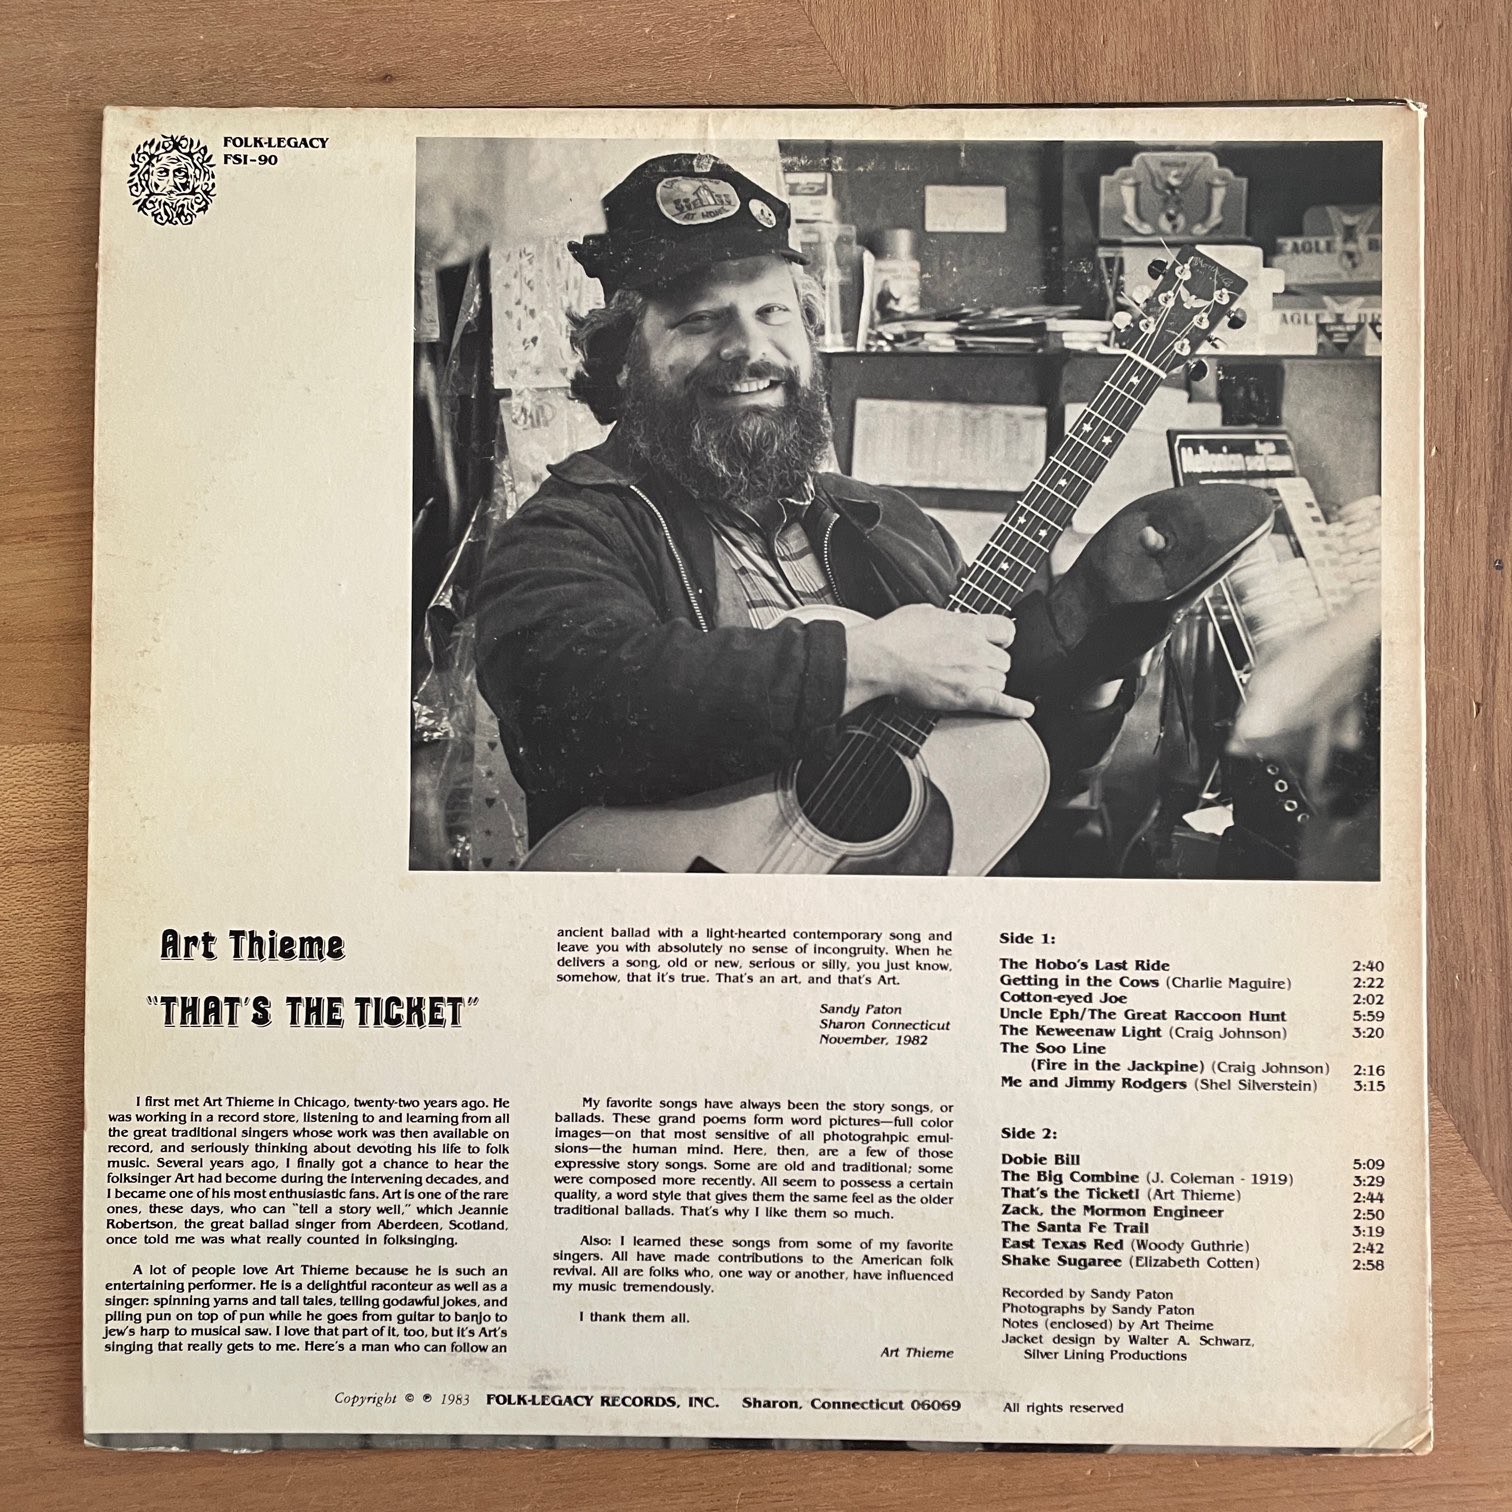 FOLK-LEGACY
FSI-90
AT HOME
EAGLE
Art Thieme
"THAT'S THE TICKET"
I first met Art Thieme in Chicago, twenty-two years ago. He
was working in a record store, listening to and learning from all
the great traditional singers whose work was then available on
record, and seriously thinking about devoting his life to folk
music. Several years ago, I finally got a chance to hear the
folksinger Art had become during the intervening decades, and
I became one of his most enthusiastic fans. Art is one of the rare
ones, these days, who can "tell a story well," which Jeannie
Robertson, the great ballad singer from Aberdeen, Scotland,
once told me was what really counted in folksinging.
A lot of people love Art Thieme because he is such an
entertaining performer. He is a delightful raconteur as well as a
singer: spinning yarns and tall tales, telling godawful jokes, and
piling pun on top of pun while he goes from guitar to banjo to
jew's harp to musical saw. I love that part of it, too, but it's Art's
singing that really gets to me. Here's a man who can follow an
ancient ballad with a light-hearted contemporary song and
leave you with absolutely no sense of incongruity. When he
delivers a song, old or new, serious or silly, you just know,
somehow, that it's true. That's an art, and that's Art.
Sandy Paton
Sharon Connecticut
November, 1982
My favorite songs have always been the story songs, or
ballads. These grand poems form word pictures—full color
images—on that most sensitive of all photograhpic emul-
sions—the human mind. Here, then, are a few of those
expressive story songs. Some are old and traditional; some
were composed more recently. All seem to possess a certain
quality, a word style that gives them the same feel as the older
traditional ballads. That's why I like them so much.
Also: I learned these songs from some of my favorite
singers. All have made contributions to the American folk
revival. All are folks who, one way or another, have influenced
my music tremendously.
I thank them all.
Art Thieme
Side 1:
The Hobo's Last Ride 2:40
Getting in the Cows (Charlie Maguire) 2:22
Cotton-eyed Joe 2:02
Uncle Eph/The Great Raccoon Hunt 5:59
The Keweenaw Light (Craig Johnson) 3:20
The Soo Line
(Fire in the Jackpine) (Craig Johnson) 2:16
Me and Jimmy Rodgers (Shel Silverstein) 3:15
Side 2:
Dobie Bill 5:09
The Big Combine (J. Coleman - 1919) 3:29
That's the Ticket! (Art Thieme) 2:44
Zack, the Mormon Engineer 2:50
The Santa Fe Trail 3:19
East Texas Red (Woody Guthrie) 2:42
Shake Sugaree (Elizabeth Cotten) 2:58
Recorded by Sandy Paton
Photographs by Sandy Paton
Notes (enclosed) by Art Theime
Jacket design by Walter A. Schwarz,
Silver Lining Productions
Copyright © ℗ 1983 FOLK-LEGACY RECORDS, INC. Sharon, Connecticut 06069 All rights reserved